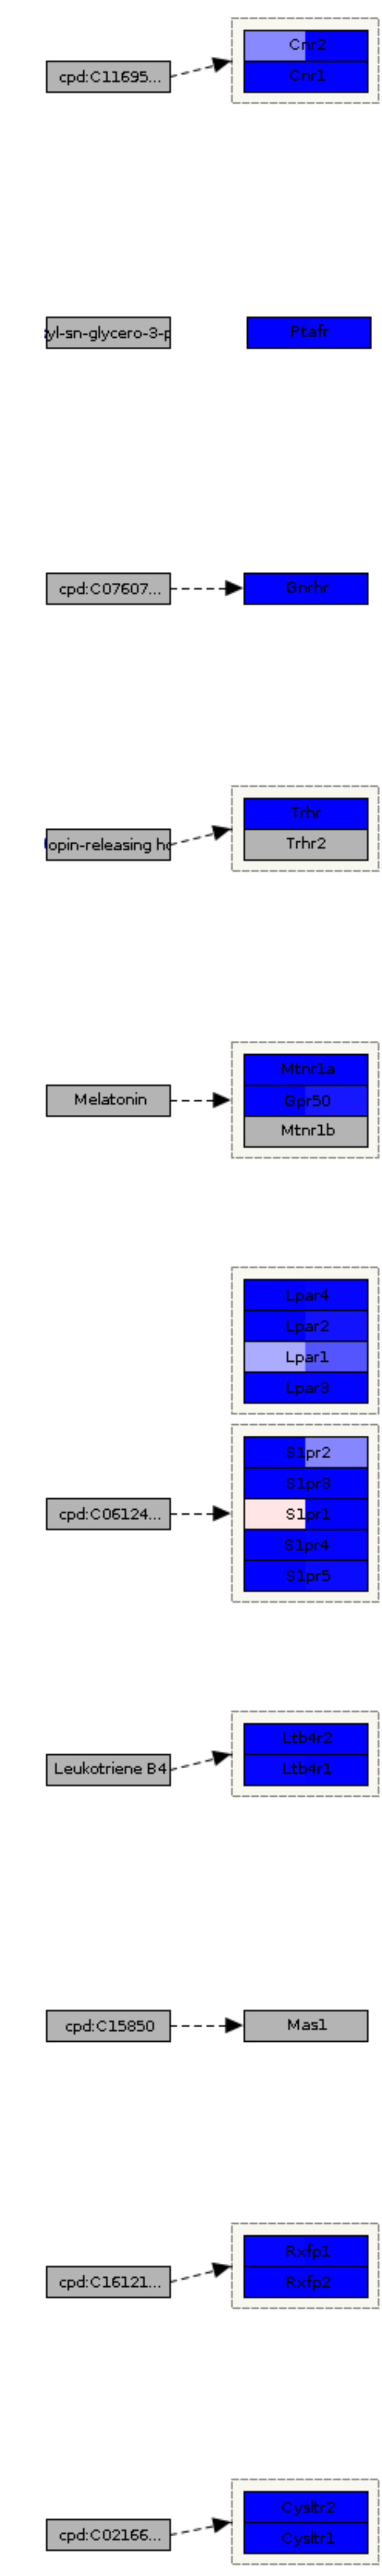 Cnr2
cpd:C11695...
Cnr1
yl-sn-glycero-3-p
Ptafr
cpd:C07607...
Gnrhr
Trhr
opin-releasing ho
Trhr2
Mtnr1a
Melatonin
Gpr50
Mtnr1b
Lpar4
Lpar2
Lpar1
Lpar3
S1pr2
S1pr3
cpd:C06124...
S1pr1
S1pr4
S1pr5
Ltb4r2
Leukotriene B4
Ltb4r1
cpd:C15850
Mas1
Rxfp1
cpd:C16121...
Rxfp2
Cysltr2
cpd:C02166...
Cysltr1